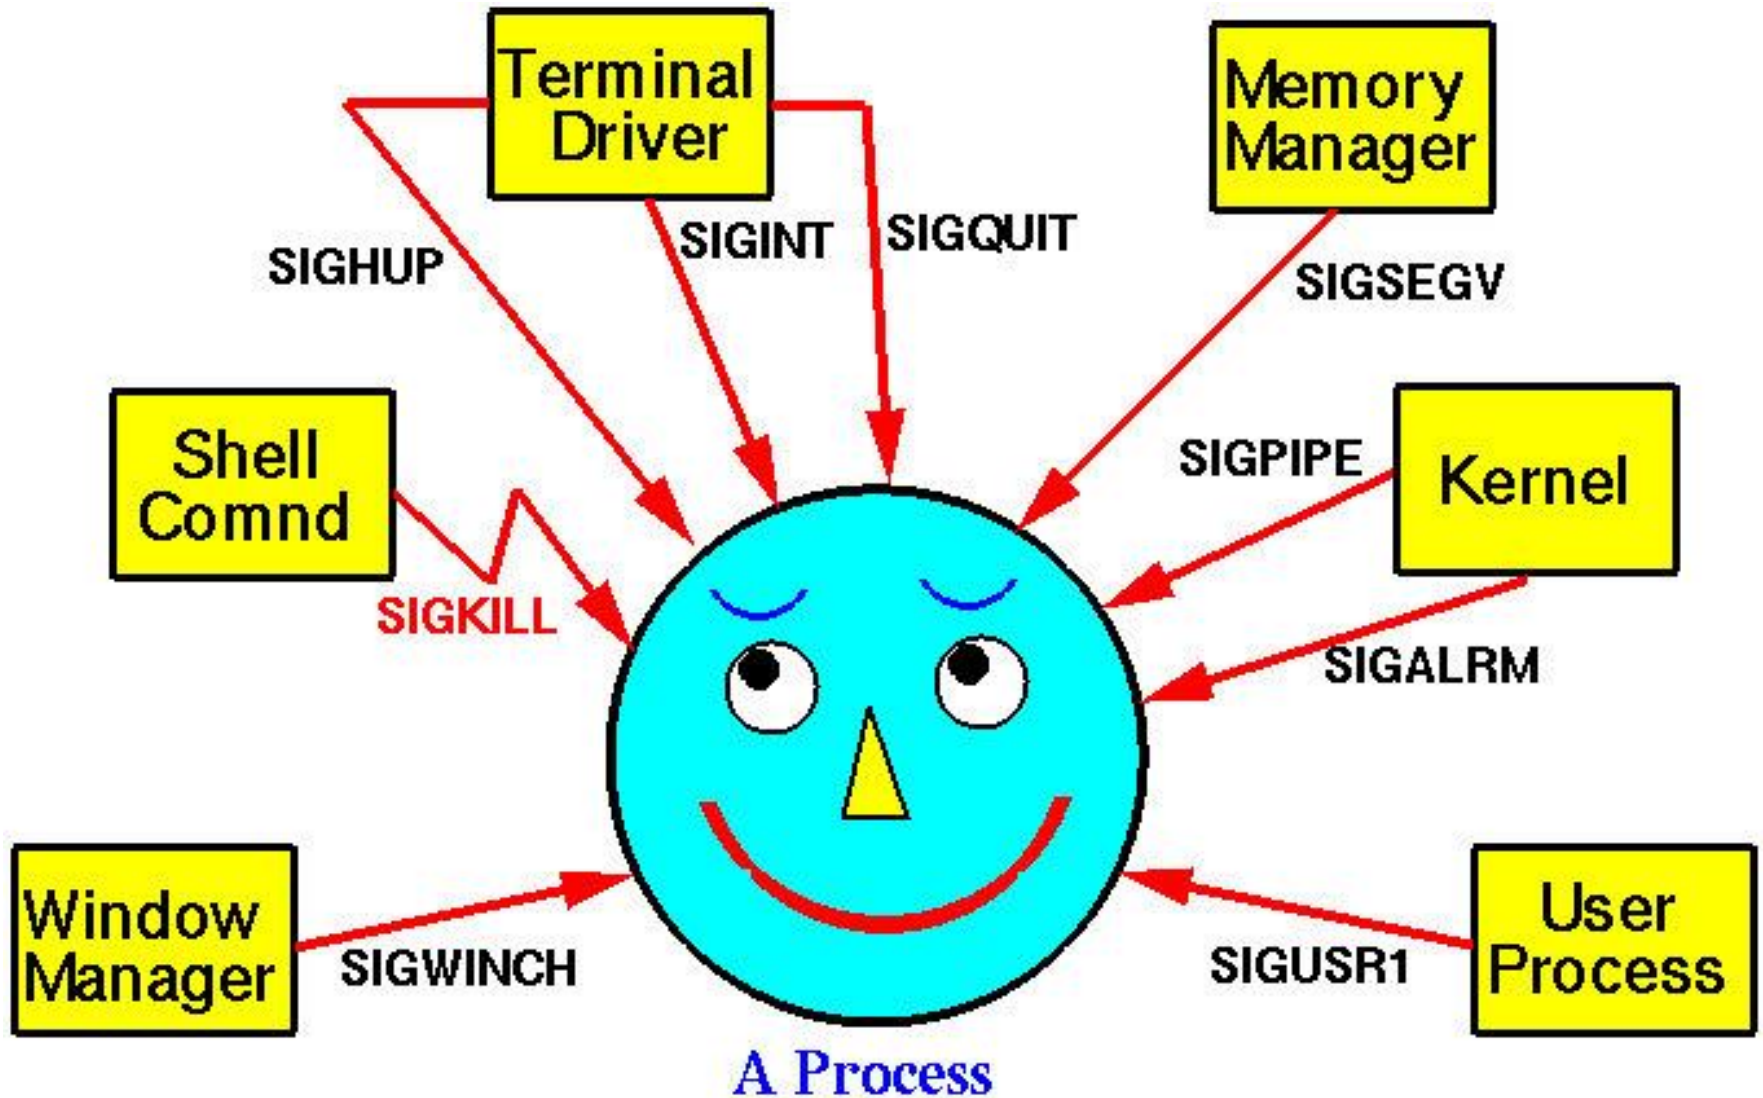 Terminal
Driver
Memory
Manager
SIGHUP
SIGINT
SIGQUIT
SIGSEGV
Shell
Comnd
SIGKILL
SIGPIPE
Kernel
SIGALRM
Window
Manager
SIGWINCH
SIGUSR1
User
Process
A Process